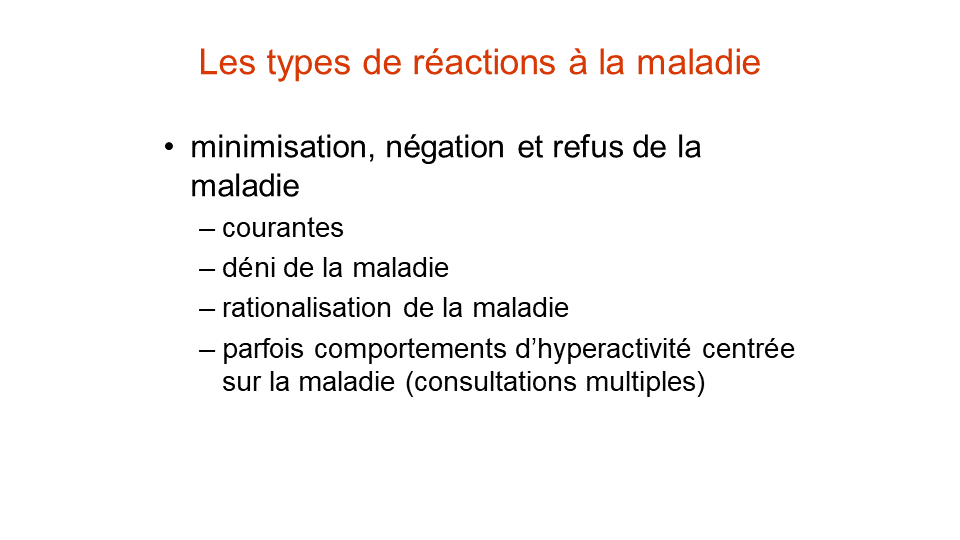 Les types de réactions à la maladie
• minimisation, négation et refus de la
maladie
– courantes
– déni de la maladie
– rationalisation de la maladie
– parfois comportements d’hyperactivité centrée
sur la maladie (consultations multiples)